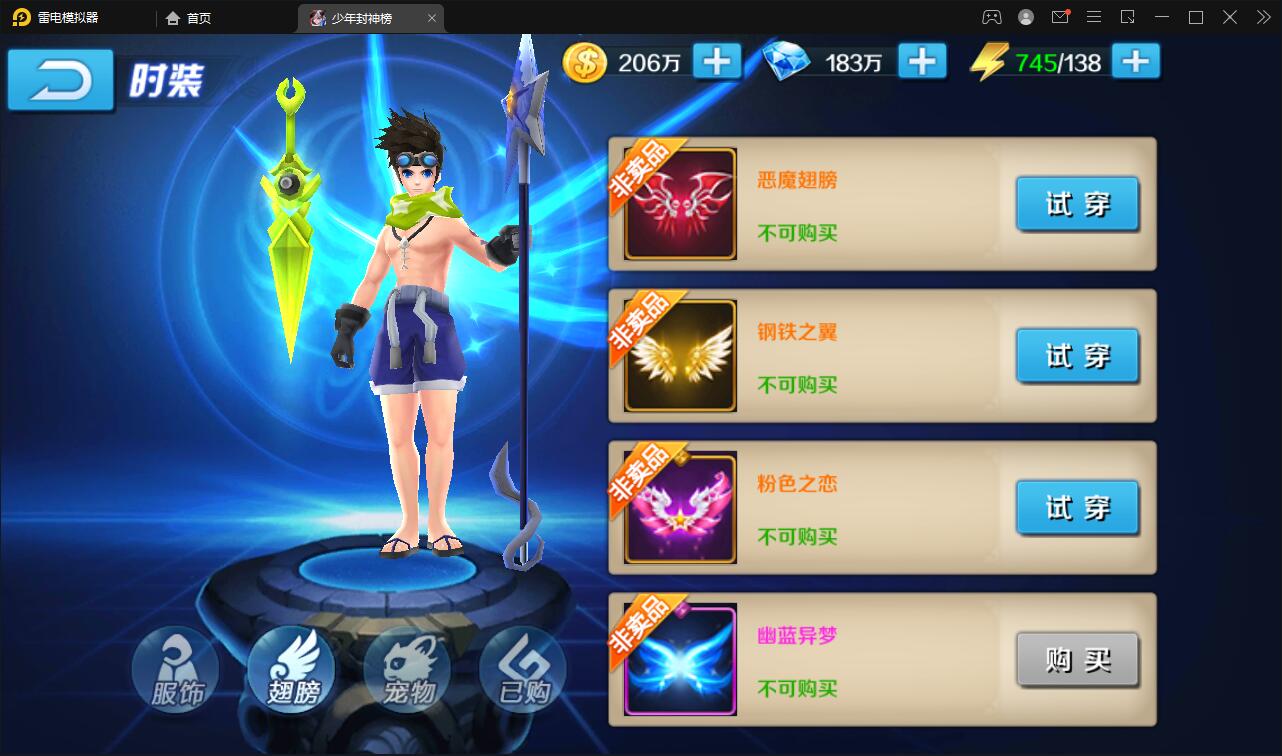 雷电模拟器
首页
少年封神榜
时装
206万
183万
745/138
非卖品
恶魔翅膀
不可购买
试穿
非卖品
钢铁之翼
不可购买
试穿
非卖品
粉色之恋
不可购买
试穿
非卖品
幽蓝异梦
不可购买
购买
服饰
翅膀
宠物
已购